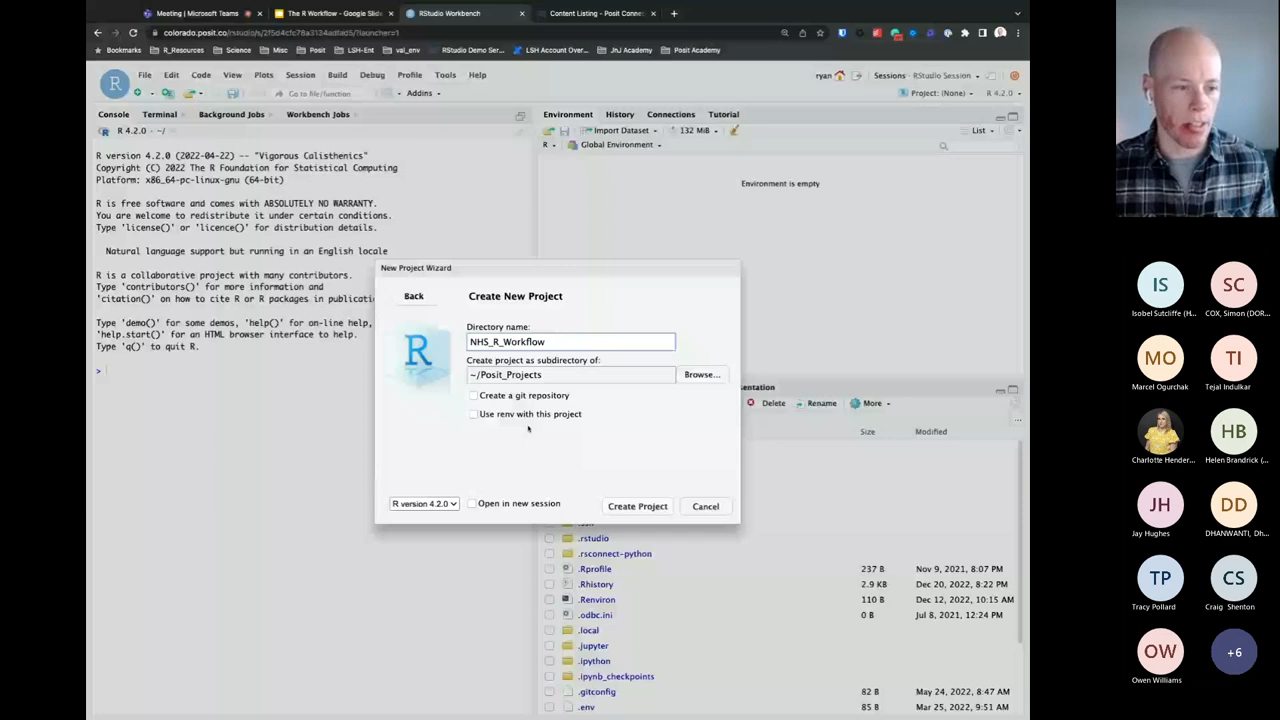 Meeting | Microsoft Teams
The R Workflow - Google Slid
RStudio Workbench
Content Listing - Posit Connec
colorado.posit.co/rstudio/s/2f5d4cfc78a3134adfad5/?launcher=1
Bookmarks
R_Resources
Science
Misc
Posit
LSH-Ent
val_env
RStudio Demo Ser...
LSH Account Over...
JnJ Academy
Posit Academy
File Edit Code View Plots Session Build Debug Profile Tools Help
ryan
Sessions
RStudio Session
Go to file/function
Addins
Project: (None)
R 4.2.0
Console Terminal Background Jobs Workbench Jobs
R 4.2.0 · ~/
R version 4.2.0 (2022-04-22) -- "Vigorous Calisthenics"
Copyright (C) 2022 The R Foundation for Statistical Computing
Platform: x86_64-pc-linux-gnu (64-bit)
R is free software and comes with ABSOLUTELY NO WARRANTY.
You are welcome to redistribute it under certain conditions.
Type 'license()' or 'licence()' for distribution details.
Natural language support but running in an English locale
R is a collaborative project with many contributors.
Type 'contributors()' for more information and
'citation()' on how to cite R or R packages in publicatio
Type 'demo()' for some demos, 'help()' for on-line help,
'help.start()' for an HTML browser interface to help.
Type 'q()' to quit R.
>
Environment History Connections Tutorial
Import Dataset
132 MiB
List
R
Global Environment
Environment is empty
New Project Wizard
Back
Create New Project
R
Directory name:
NHS_R_Workflow
Create project as subdirectory of:
~/Posit_Projects
Browse...
Create a git repository
Use renv with this project
R version 4.2.0
Open in new session
Create Project
Cancel
sentation
Delete
Rename
More
Size
Modified
.rstudio
.rsconnect-python
.Rprofile 237 B Nov 9, 2021, 8:07 PM
.Rhistory 2.9 KB Dec 20, 2022, 8:22 PM
.Renviron 110 B Dec 12, 2022, 10:15 AM
.odbc.ini 0 B Jul 8, 2021, 12:24 PM
.local
.jupyter
.ipython
.ipynb_checkpoints
.gitconfig 82 B May 24, 2022, 8:47 AM
.env 85 B Mar 25, 2022, 9:51 AM
IS
SC
Isobel Sutcliffe (H...
COX, Simon (DOR...
MO
TI
Marcel Ogurchak
Tejal Indulkar
HB
Charlotte Hender...
Helen Brandrick (...
JH
DD
Jay Hughes
DHANWANTI, Dh...
TP
CS
Tracy Pollard
Craig Shenton
OW
+6
Owen Williams